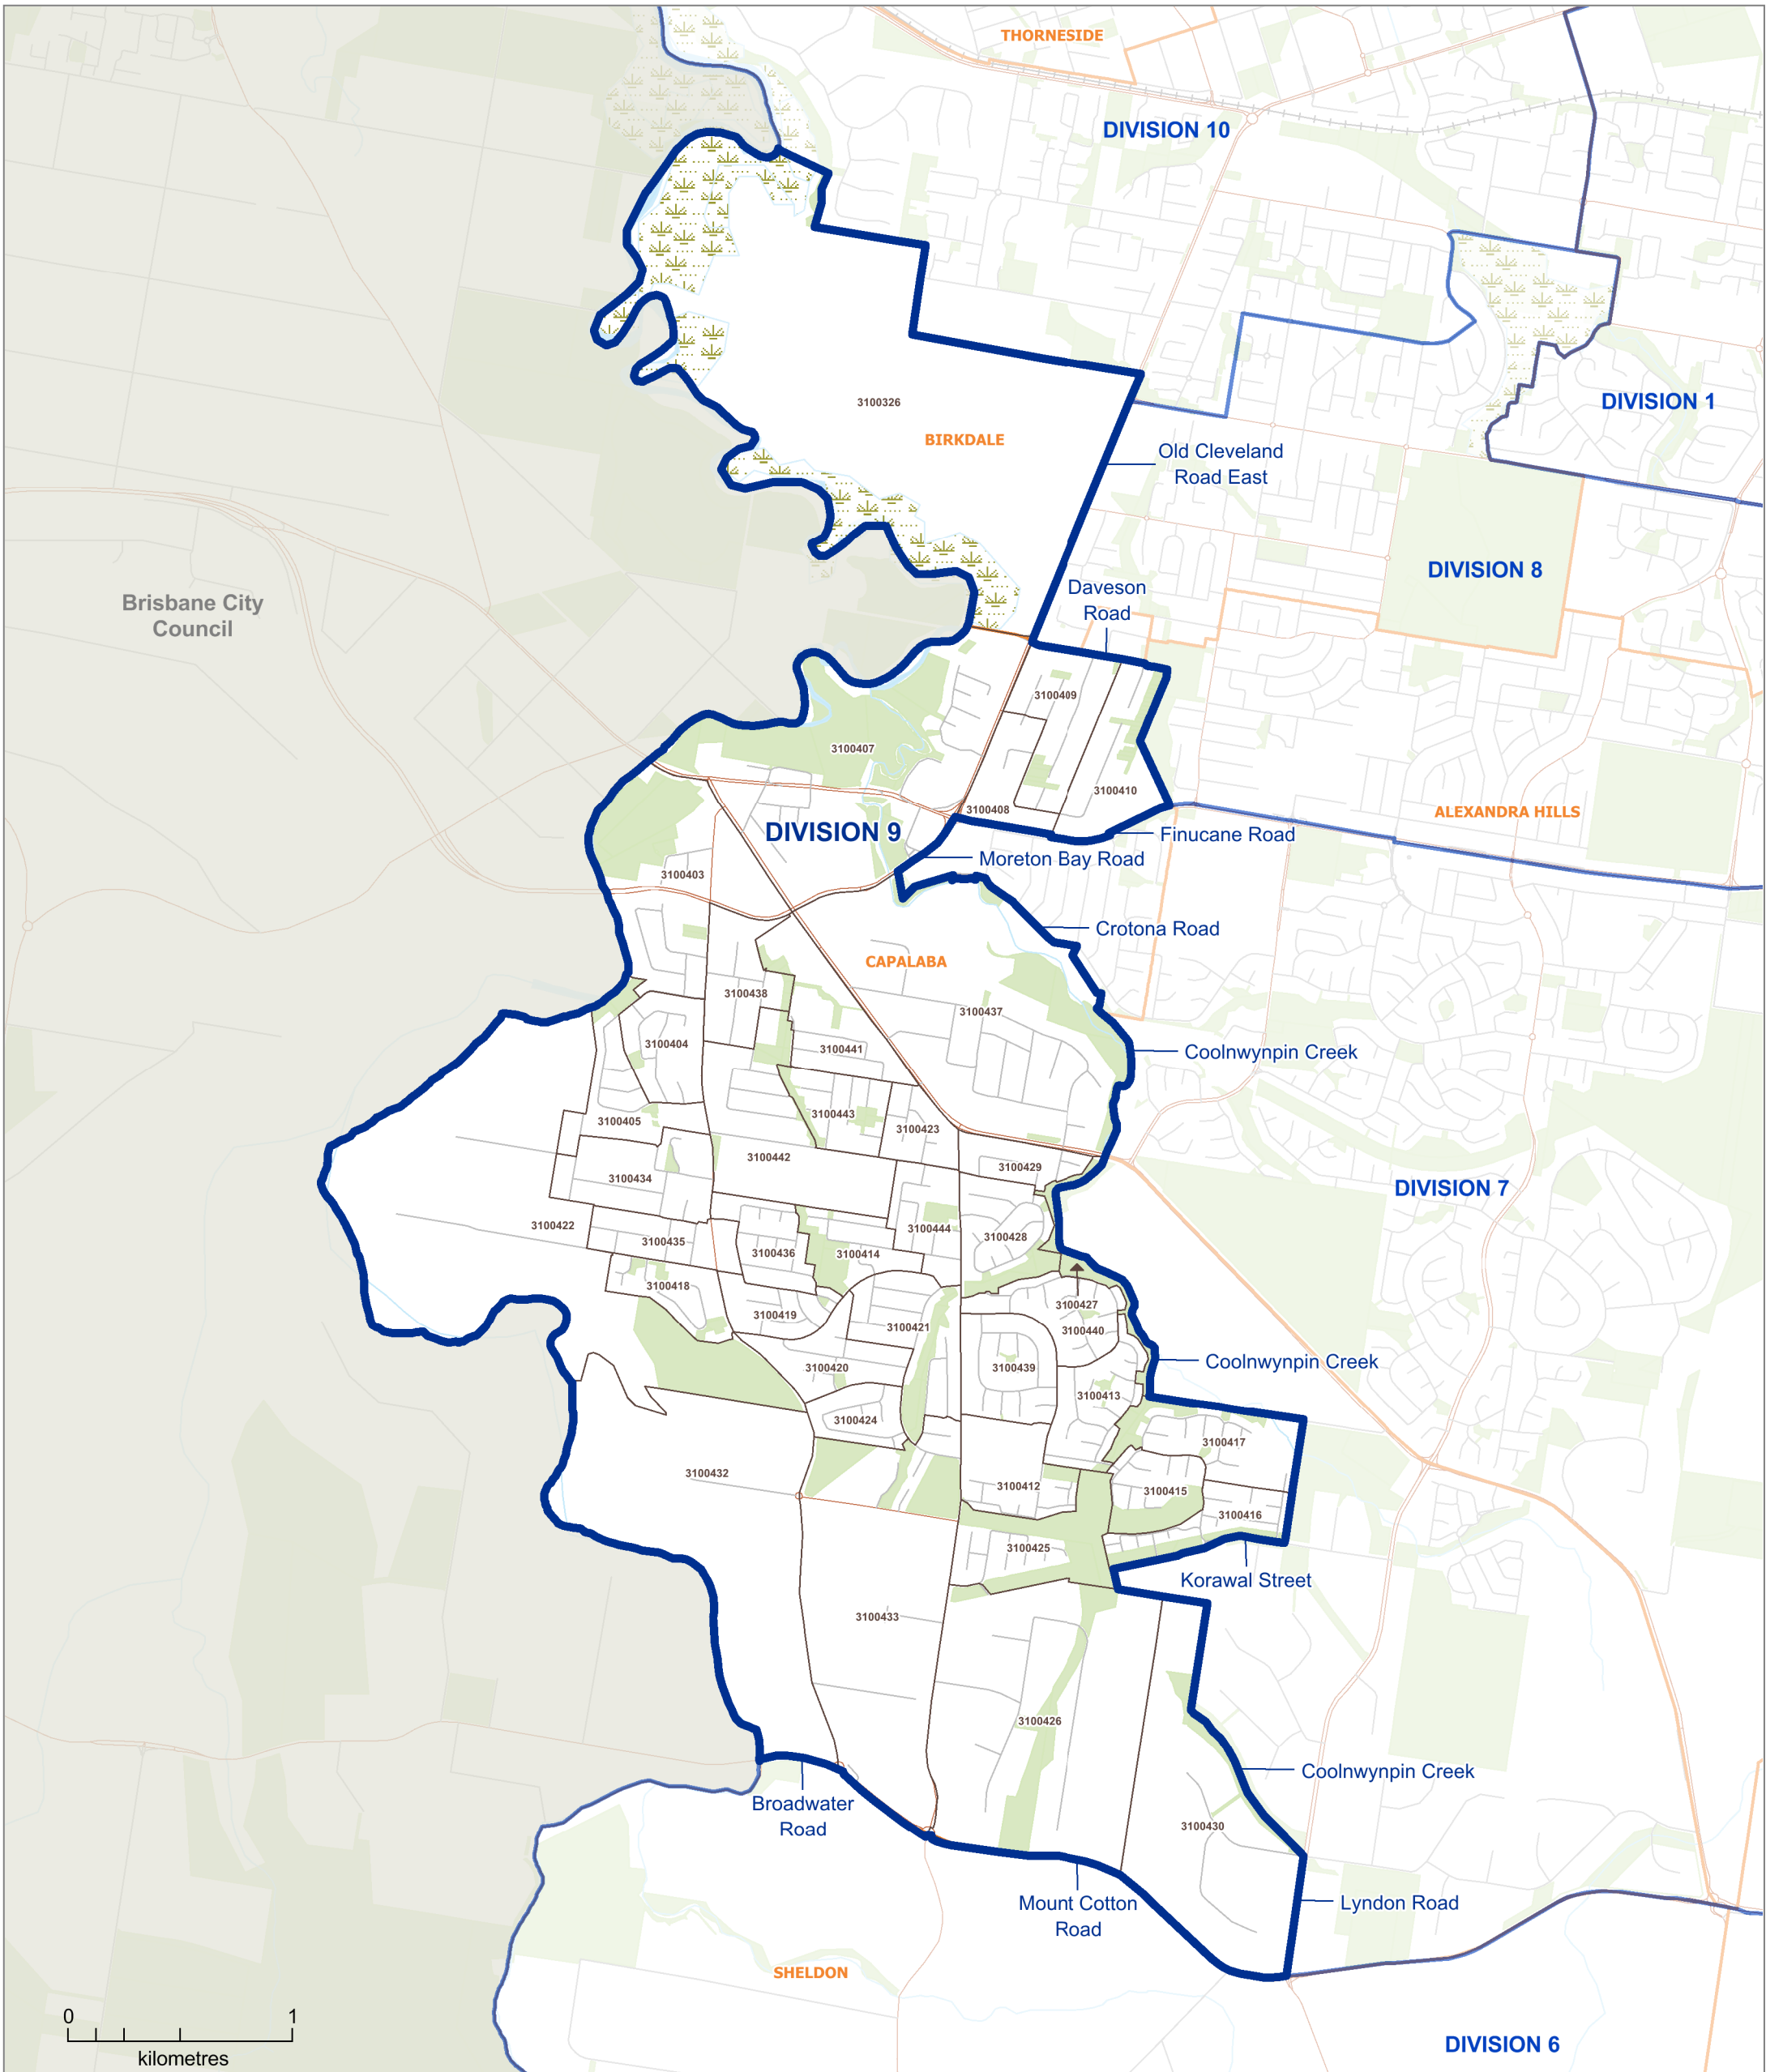 THORNESIDE
DIVISION 10
DIVISION 1
3100326
BIRKDALE
Old Cleveland
Road East
DIVISION 8
Brisbane City
Council
Daveson
Road
3100409
3100407
3100410
3100408
ALEXANDRA HILLS
DIVISION 9
Finucane Road
Moreton Bay Road
3100403
Crotona Road
CAPALABA
3100438
3100437
3100404
3100441
Coolnwynpin Creek
3100405
3100443
3100423
3100442
3100429
3100434
DIVISION 7
3100422
3100444
3100428
3100435
3100436
3100414
3100418
3100427
3100419
3100421
3100440
3100420
3100439
Coolnwynpin Creek
3100413
3100424
3100417
3100432
3100412
3100415
3100416
3100425
Korawal Street
3100433
3100426
Coolnwynpin Creek
Broadwater
Road
3100430
Mount Cotton
Road
Lyndon Road
SHELDON
0 1
kilometres
DIVISION 6